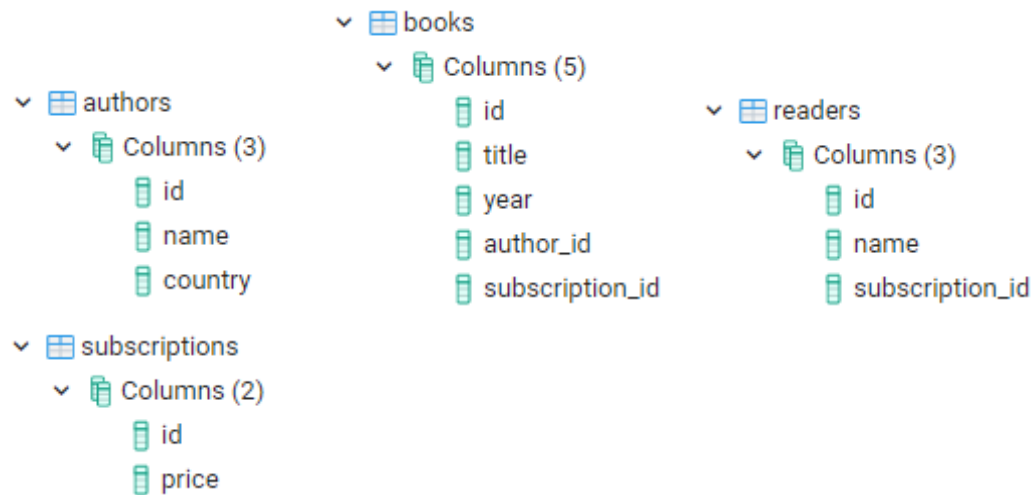 books
Columns (5)
id
title
year
author_id
subscription_id
authors
Columns (3)
id
name
country
readers
Columns (3)
id
name
subscription_id
subscriptions
Columns (2)
id
price